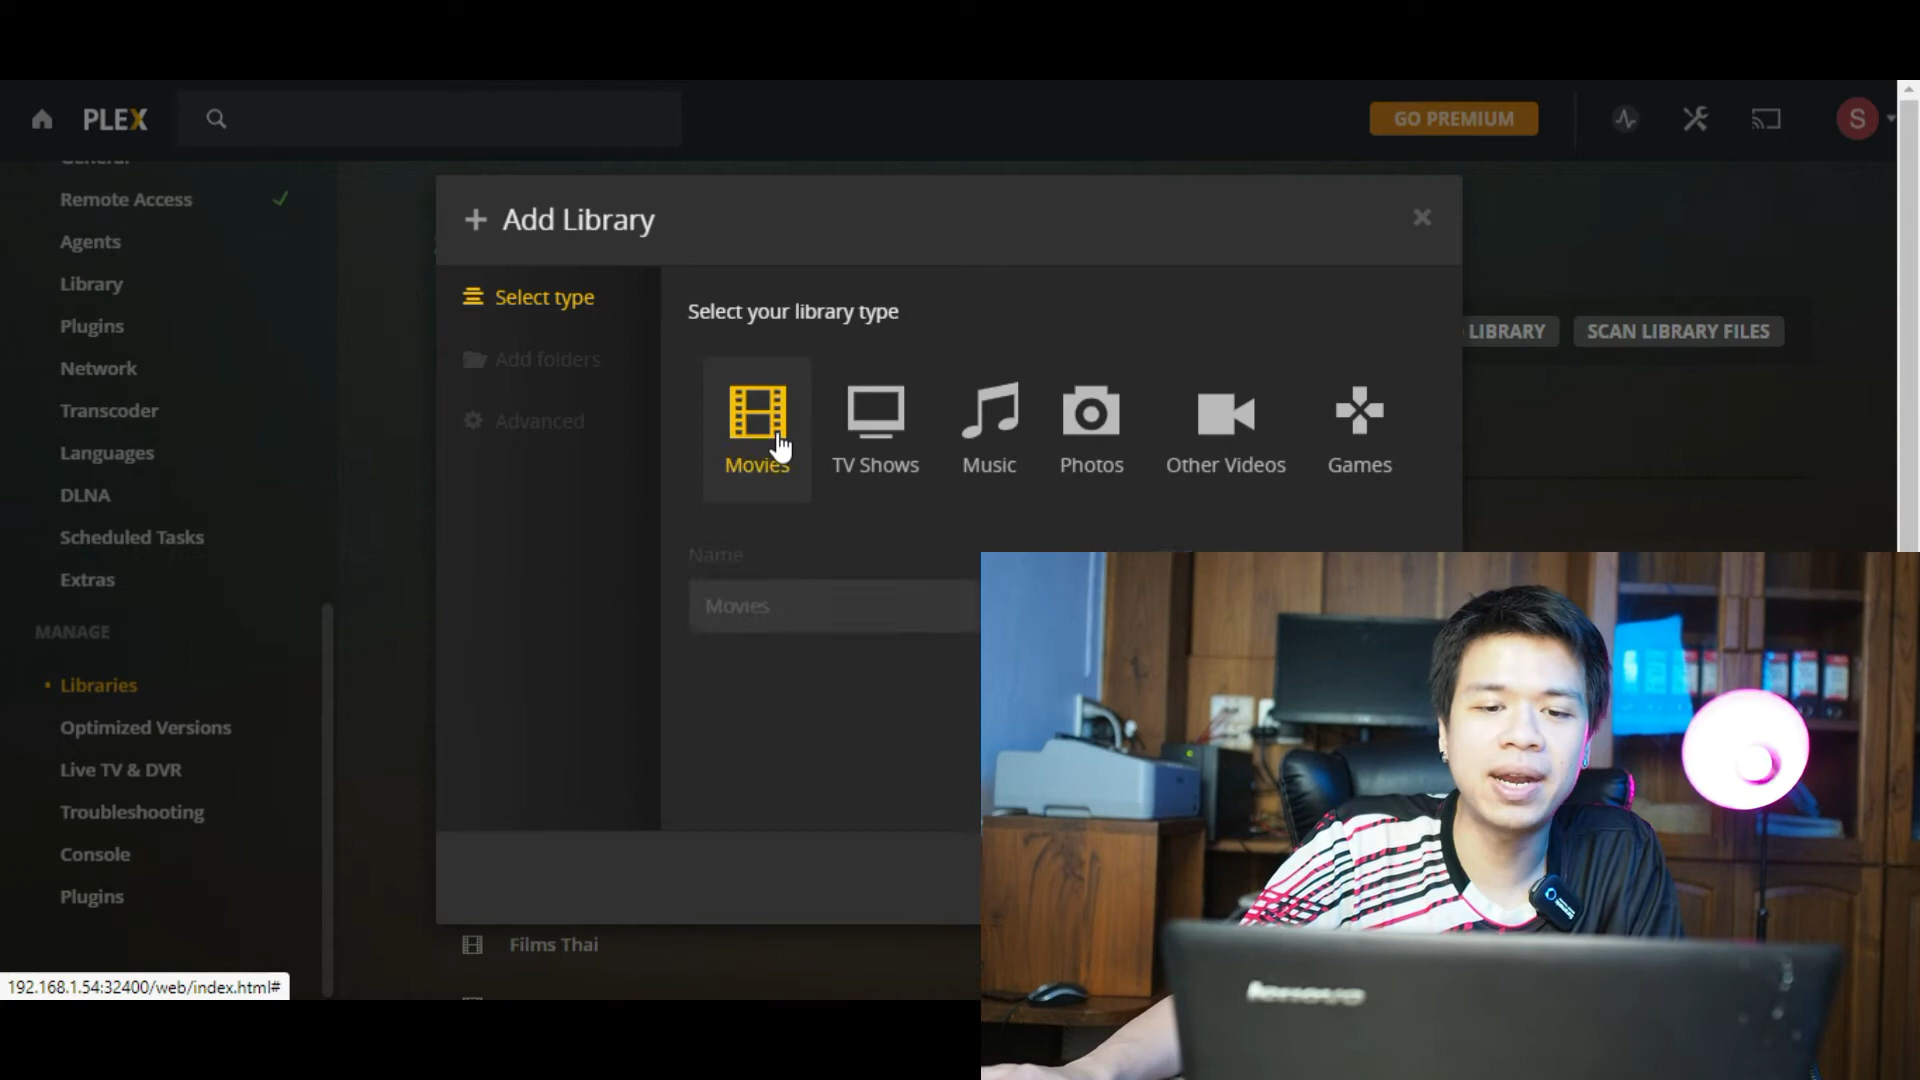 PLEX
GO PREMIUM
S
General
Remote Access
Agents
Library
Plugins
Network
Transcoder
Languages
DLNA
Scheduled Tasks
Extras
MANAGE
Libraries
Optimized Versions
Live TV & DVR
Troubleshooting
Console
Plugins
192.168.1.54:32400/web/index.html#
+ Add Library
Select type
Add folders
Advanced
Select your library type
Movies
TV Shows
Music
Photos
Other Videos
Games
Name
Movies
LIBRARY
SCAN LIBRARY FILES
Films Thai
lenovo